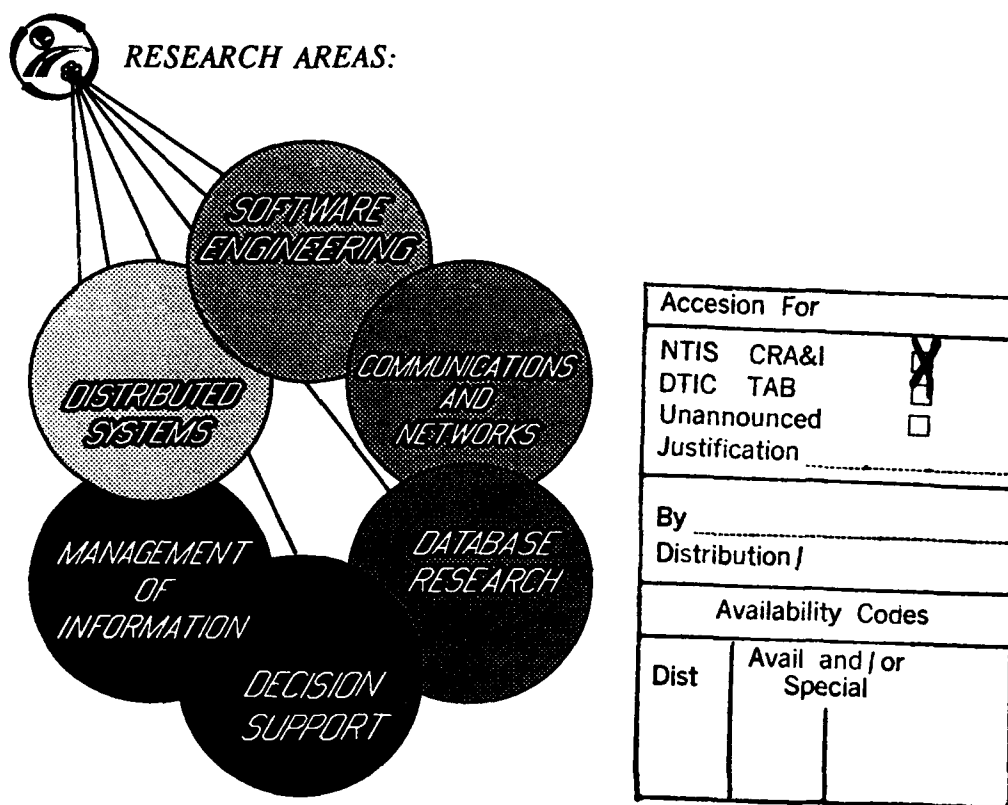 RESEARCH AREAS:
SOFTWARE
ENGINEERING
COMMUNICATIONS
AND
NETWORKS
DISTRIBUTED
SYSTEMS
DATABASE
RESEARCH
MANAGEMENT
OF
INFORMATION
DECISION
SUPPORT
Accesion For
NTIS CRA&I
DTIC TAB
Unannounced
Justification
By
Distribution /
Availability Codes
Dist
Avail and / or
Special